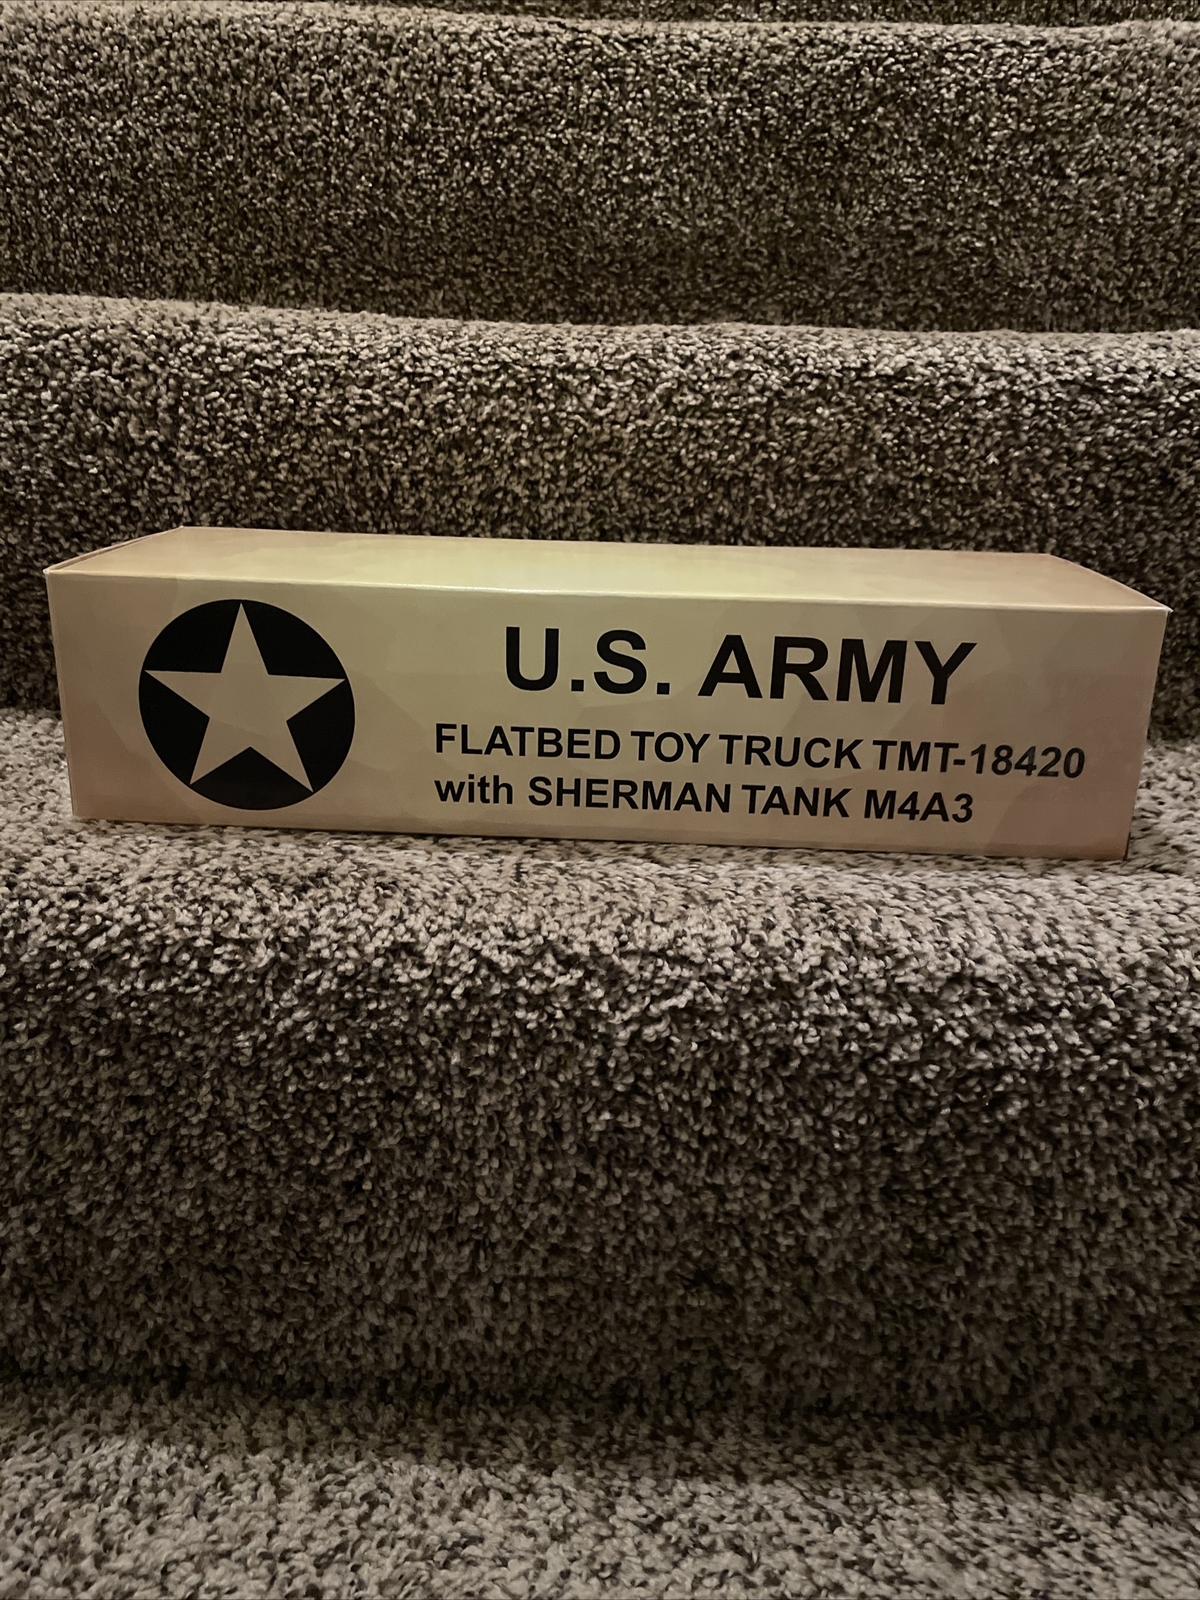 U.S. ARMY
FLATBED TOY TRUCK TMT-18420
with SHERMAN TANK M4A3